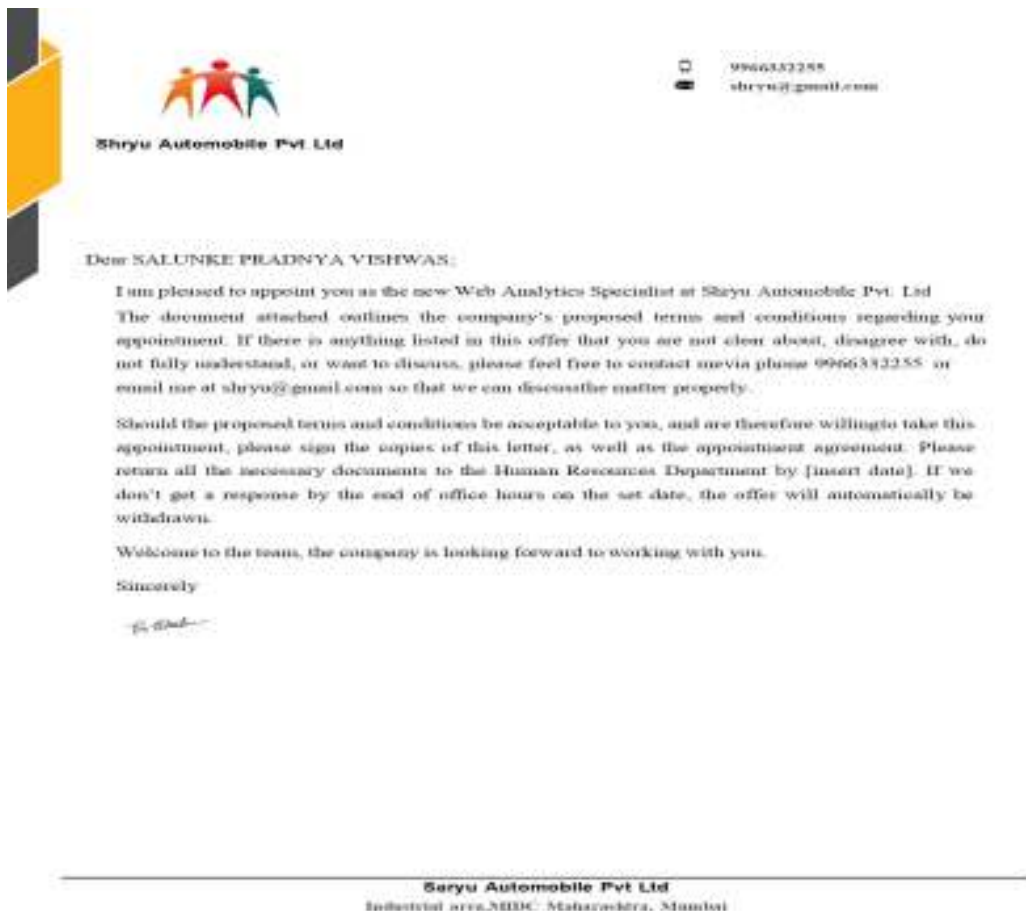 9966332255
shryu@gmail.com
Shryu Automobile Pvt Ltd
Dear SALUNKE PRADNYA VISHWAS;
I am pleased to appoint you as the new Web Analytics Specialist at Shryu Automobile Pvt. Ltd
The document attached outlines the company's proposed terms and conditions regarding your
appointment. If there is anything listed in this offer that you are not clear about, disagree with, do
not fully understand, or want to discuss, please feel free to contact mevia phone 9966332255 or
email me at shryu@gmail.com so that we can discussthe matter properly.
Should the proposed terms and conditions be acceptable to you, and are therefore willingto take this
appointment, please sign the copies of this letter, as well as the appointment agreement. Please
return all the necessary documents to the Human Resources Department by [insert date]. If we
don't get a response by the end of office hours on the set date, the offer will automatically be
withdrawn.
Welcome to the team, the company is looking forward to working with you.
Sincerely
Saryu Automobile Pvt Ltd
Industrial area,MIDC Maharashtra, Mumbai